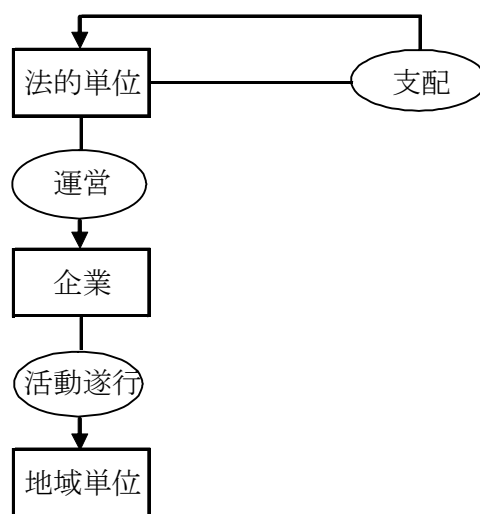 法的単位
支配
運営
企業
活動遂行
地域単位